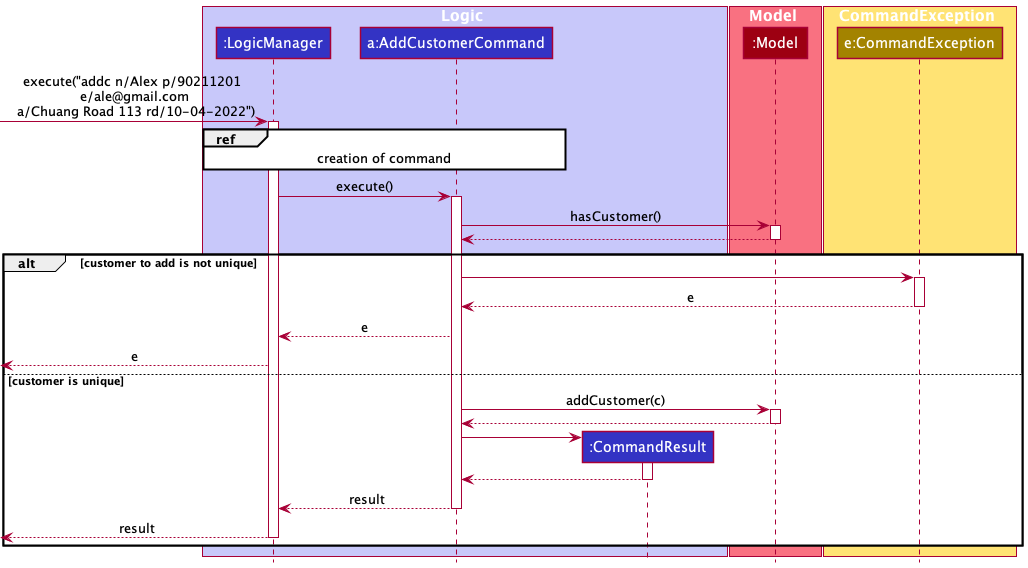 Logic
Model
CommandException
:LogicManager
a:AddCustomerCommand
:Model
e:CommandException
execute("addc n/Alex p/90211201
e/ale@gmail.com
a/Chuang Road 113 rd/10-04-2022")
ref
creation of command
execute()
hasCustomer()
alt
[customer to add is not unique]
e
e
e
[customer is unique]
addCustomer(c)
:CommandResult
result
result